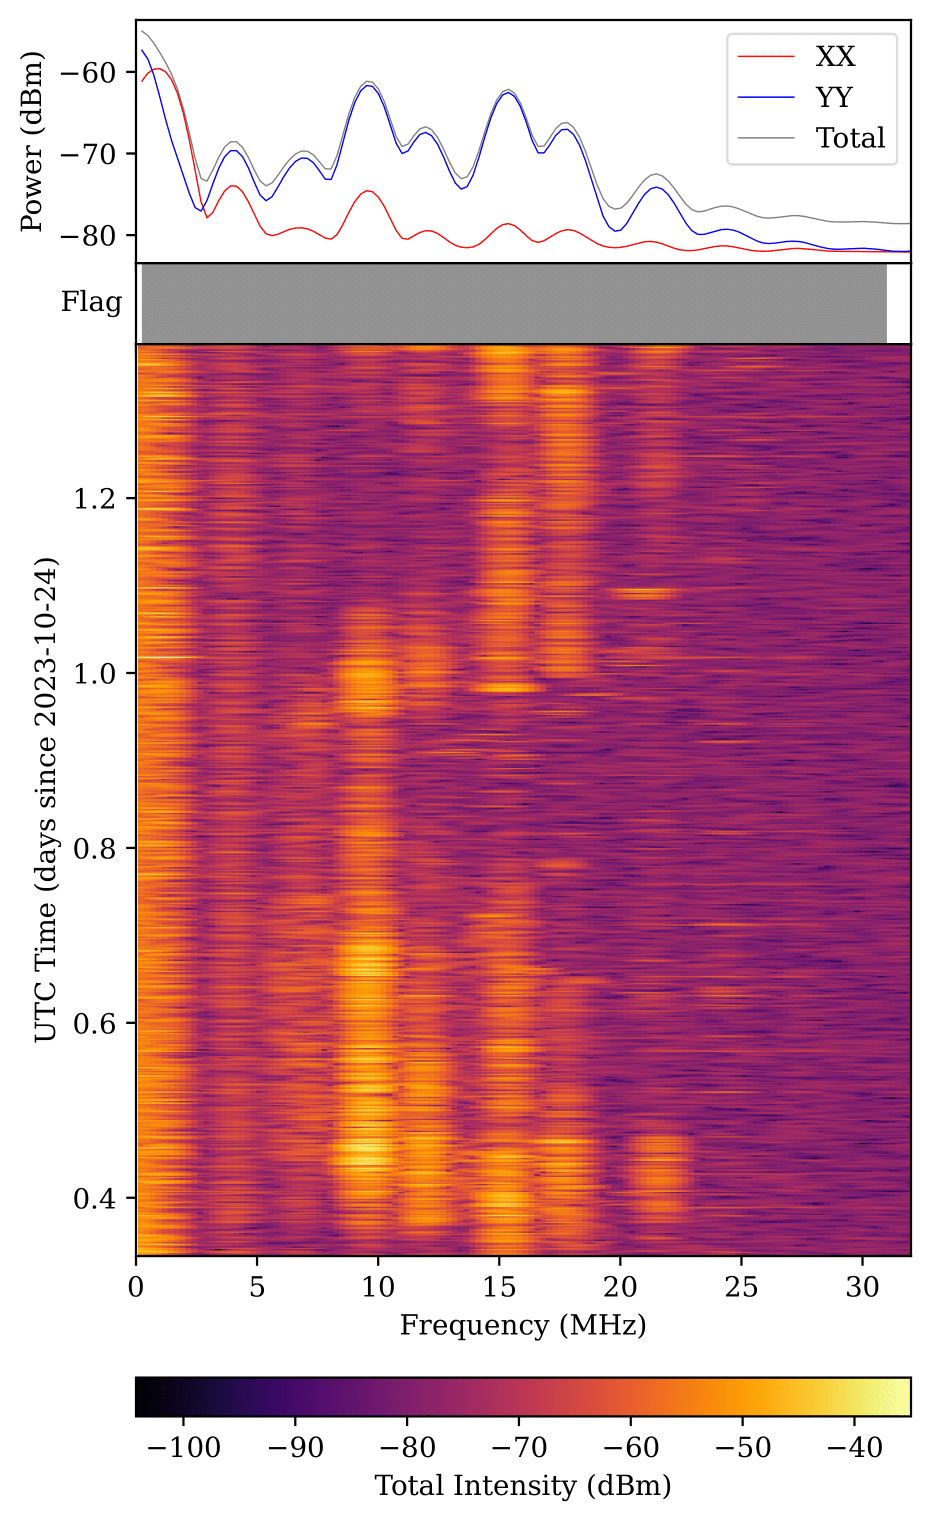 −60
−70
−80
Power (dBm)
XX
YY
Total
Flag
1.2
1.0
0.8
0.6
0.4
UTC Time (days since 2023-10-24)
0 5 10 15 20 25 30
Frequency (MHz)
−100 −90 −80 −70 −60 −50 −40
Total Intensity (dBm)